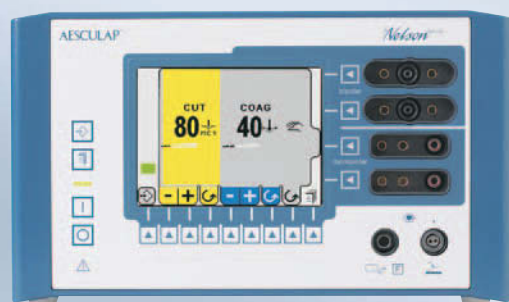 AESCULAP
Nelson
CUT
COAG
80
40
- + - +
I
F